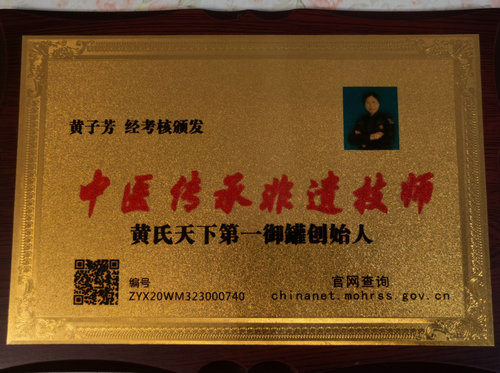 黄子芳 经考核颁发
中医传承非遗技师
黄氏天下第一御罐创始人
编号
ZYX20WM323000740
官网查询
chinanet.mohrss.gov.cn